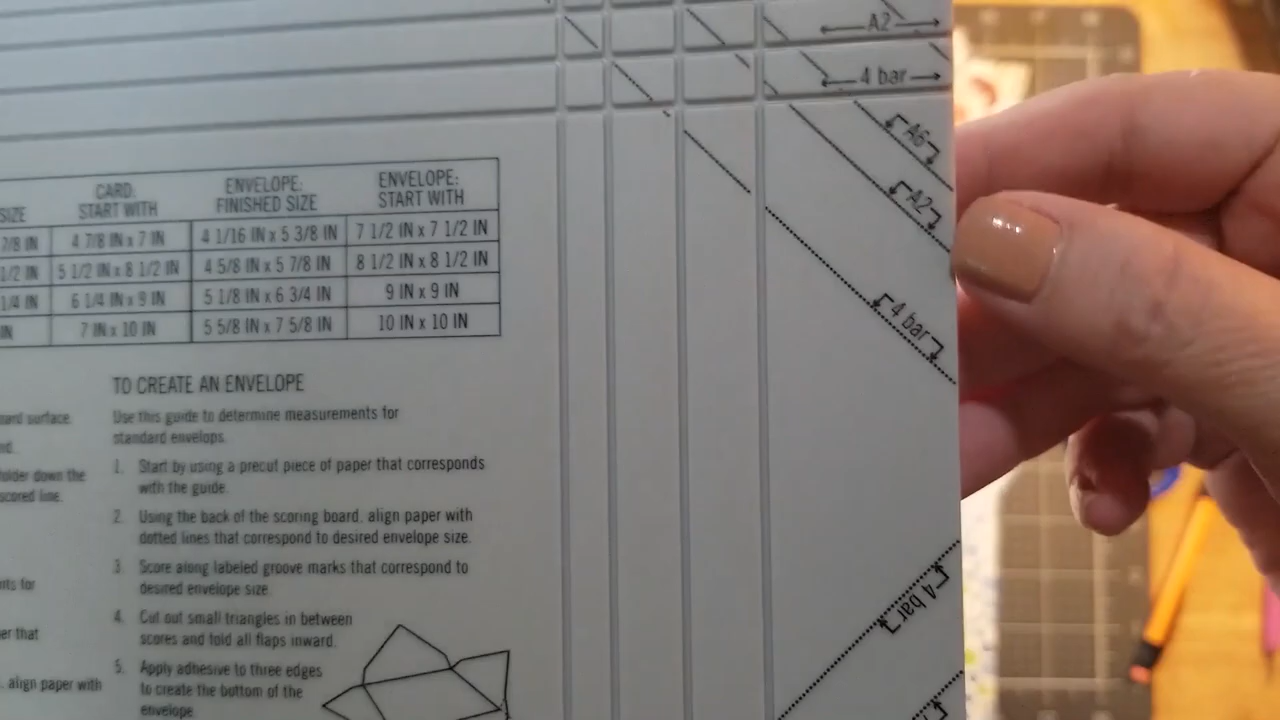 A2
4 bar
A6
A2
4 bar
4 bar
SIZE CARD: START WITH ENVELOPE: FINISHED SIZE ENVELOPE: START WITH
7/8 IN 4 7/8 IN x 7 IN 4 1/16 IN x 5 3/8 IN 7 1/2 IN x 7 1/2 IN
1/2 IN 5 1/2 IN x 8 1/2 IN 4 5/8 IN x 5 7/8 IN 8 1/2 IN x 8 1/2 IN
1/4 IN 6 1/4 IN x 9 IN 5 1/8 IN x 6 3/4 IN 9 IN x 9 IN
IN 7 IN x 10 IN 5 5/8 IN x 7 5/8 IN 10 IN x 10 IN
surface.
folder down the
scored line.
for
that
align paper with
TO CREATE AN ENVELOPE
Use this guide to determine measurements for
standard envelops.
1. Start by using a precut piece of paper that corresponds
with the guide.
2. Using the back of the scoring board, align paper with
dotted lines that correspond to desired envelope size.
3. Score along labeled groove marks that correspond to
desired envelope size.
4. Cut out small triangles in between
scores and fold all flaps inward.
5. Apply adhesive to three edges
to create the bottom of the
envelope.